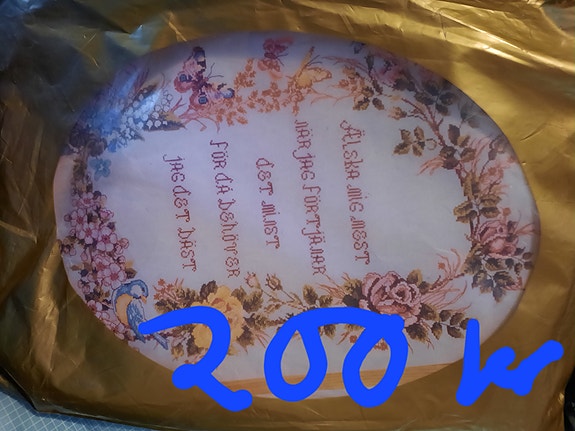 ÄLSKA MIG MEST
NÄR JAG FÖRTJÄNAR
DET MINST
FÖR DÅ BEHÖVER
JAG DET BÄST
200 kr